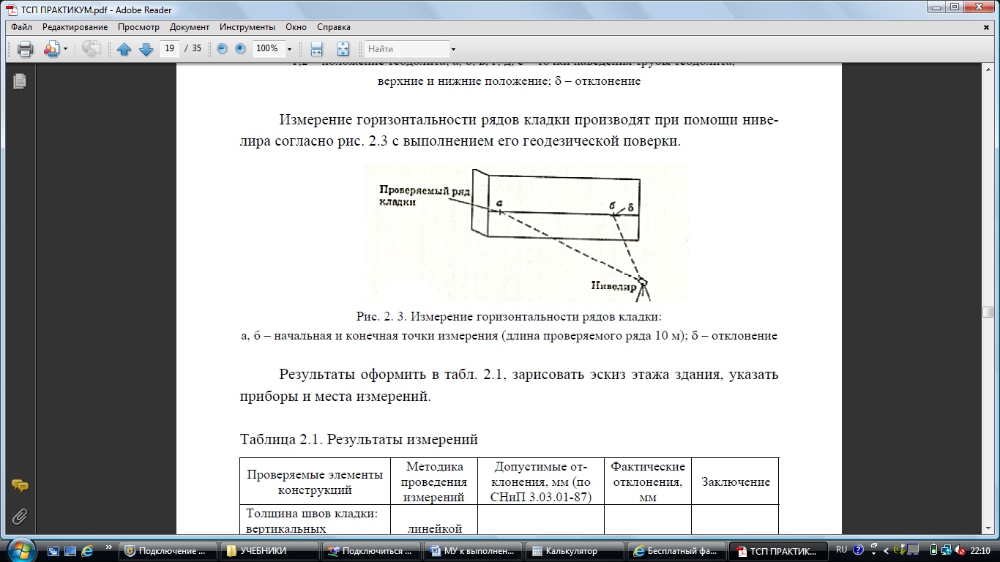 ТСП ПРАКТИКУМ.pdf - Adobe Reader
Файл Редактирование Просмотр Документ Инструменты Окно Справка
19 / 35 100% Найти
верхние и нижние положение; δ – отклонение
Измерение горизонтальности рядов кладки производят при помощи ниве-
лира согласно рис. 2.3 с выполнением его геодезической поверки.
Проверяемый ряд
кладки
а
б δ
Нивелир
Рис. 2. 3. Измерение горизонтальности рядов кладки:
а, б – начальная и конечная точки измерения (длина проверяемого ряда 10 м); δ – отклонение
Результаты оформить в табл. 2.1, зарисовать эскиз этажа здания, указать
приборы и места измерений.
Таблица 2.1. Результаты измерений
Проверяемые элементы
конструкций
Методика
проведения
измерений
Допустимые от-
клонения, мм (по
СНиП 3.03.01-87)
Фактические
отклонения,
мм
Заключение
Толщина швов кладки:
вертикальных
линейкой
Подключение ... УЧЕБНИКИ Подключиться ... МУ к выполнен... Калькулятор Бесплатный фа... ТСП ПРАКТИК... RU 22:10